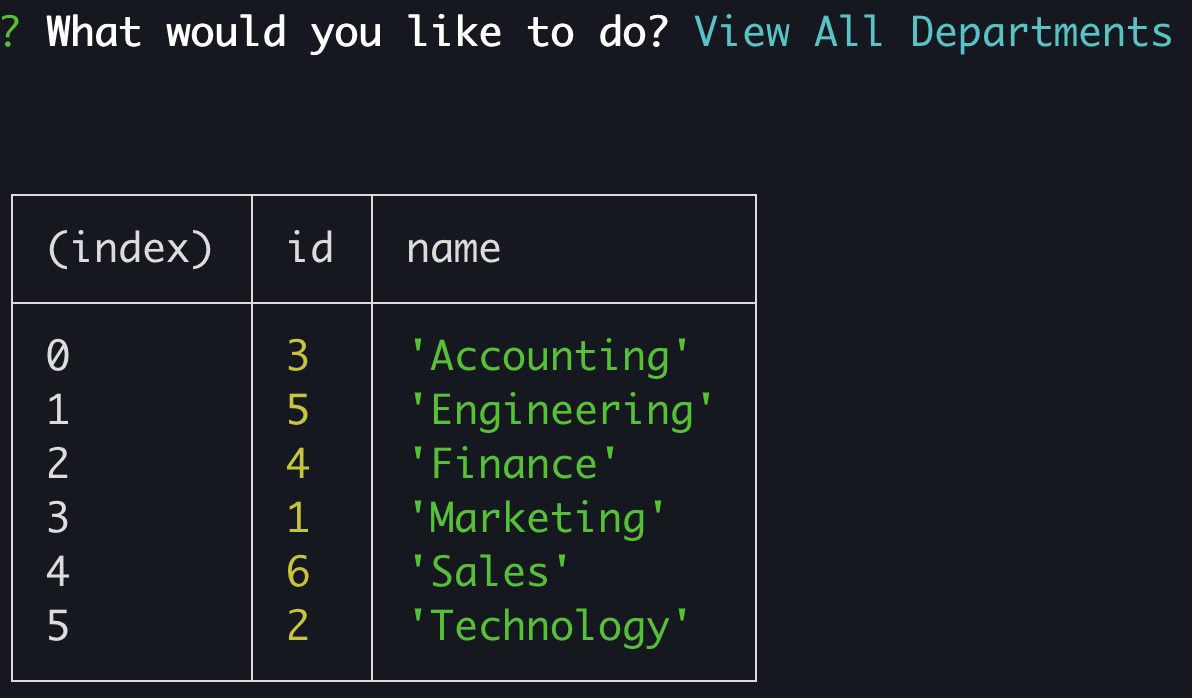 ? What would you like to do? View All Departments
(index) id name
0 3 'Accounting'
1 5 'Engineering'
2 4 'Finance'
3 1 'Marketing'
4 6 'Sales'
5 2 'Technology'